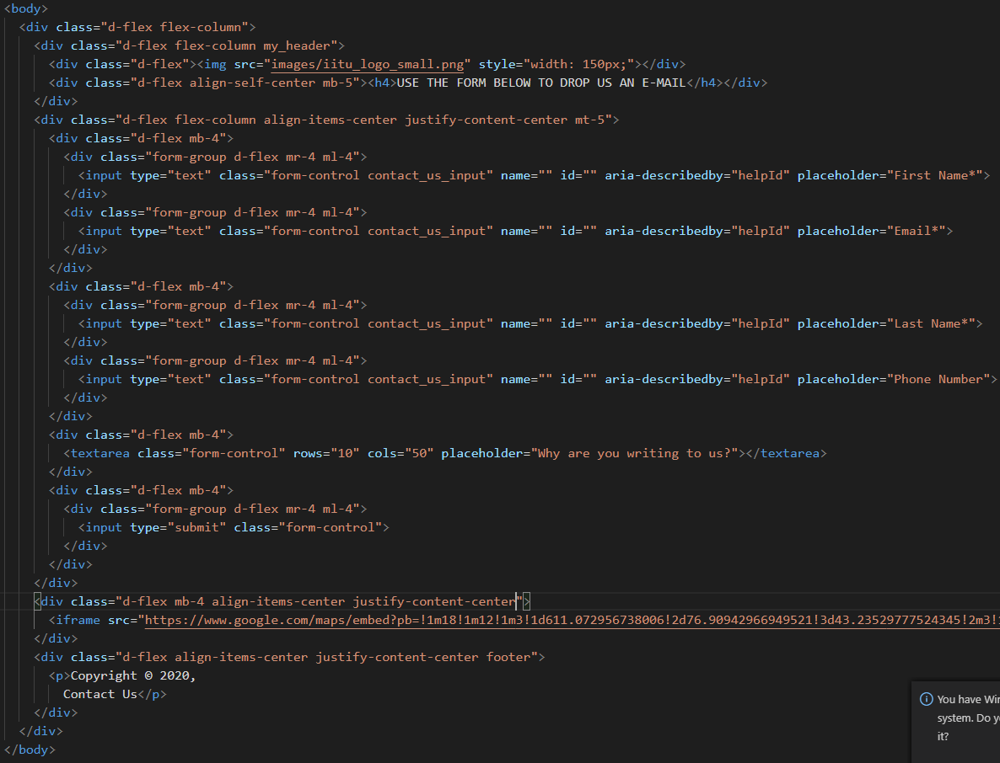 <body>
<div class="d-flex flex-column">
<div class="d-flex flex-column my_header">
<div class="d-flex"><img src="images/iitu_logo_small.png" style="width: 150px;"></div>
<div class="d-flex align-self-center mb-5"><h4>USE THE FORM BELOW TO DROP US AN E-MAIL</h4></div>
</div>
<div class="d-flex flex-column align-items-center justify-content-center mt-5">
<div class="d-flex mb-4">
<div class="form-group d-flex mr-4 ml-4">
<input type="text" class="form-control contact_us_input" name="" id="" aria-describedby="helpId" placeholder="First Name*">
</div>
<div class="form-group d-flex mr-4 ml-4">
<input type="text" class="form-control contact_us_input" name="" id="" aria-describedby="helpId" placeholder="Email*">
</div>
</div>
<div class="d-flex mb-4">
<div class="form-group d-flex mr-4 ml-4">
<input type="text" class="form-control contact_us_input" name="" id="" aria-describedby="helpId" placeholder="Last Name*">
</div>
<div class="form-group d-flex mr-4 ml-4">
<input type="text" class="form-control contact_us_input" name="" id="" aria-describedby="helpId" placeholder="Phone Number">
</div>
</div>
<div class="d-flex mb-4">
<textarea class="form-control" rows="10" cols="50" placeholder="Why are you writing to us?"></textarea>
</div>
<div class="d-flex mb-4">
<div class="form-group d-flex mr-4 ml-4">
<input type="submit" class="form-control">
</div>
</div>
</div>
<div class="d-flex mb-4 align-items-center justify-content-center">
<iframe src="https://www.google.com/maps/embed?pb=!1m18!1m12!1m3!1d611.072956738006!2d76.90942966949521!3d43.23529777524345!2m3!
</div>
<div class="d-flex align-items-center justify-content-center footer">
<p>Copyright © 2020,
Contact Us</p>
</div>
</div>
</body>
You have
system. Do
it?